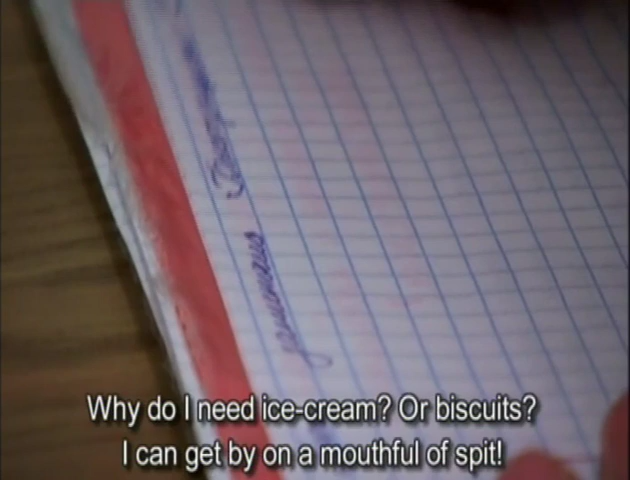 Why do I need ice-cream? Or biscuits?
I can get by on a mouthful of spit!